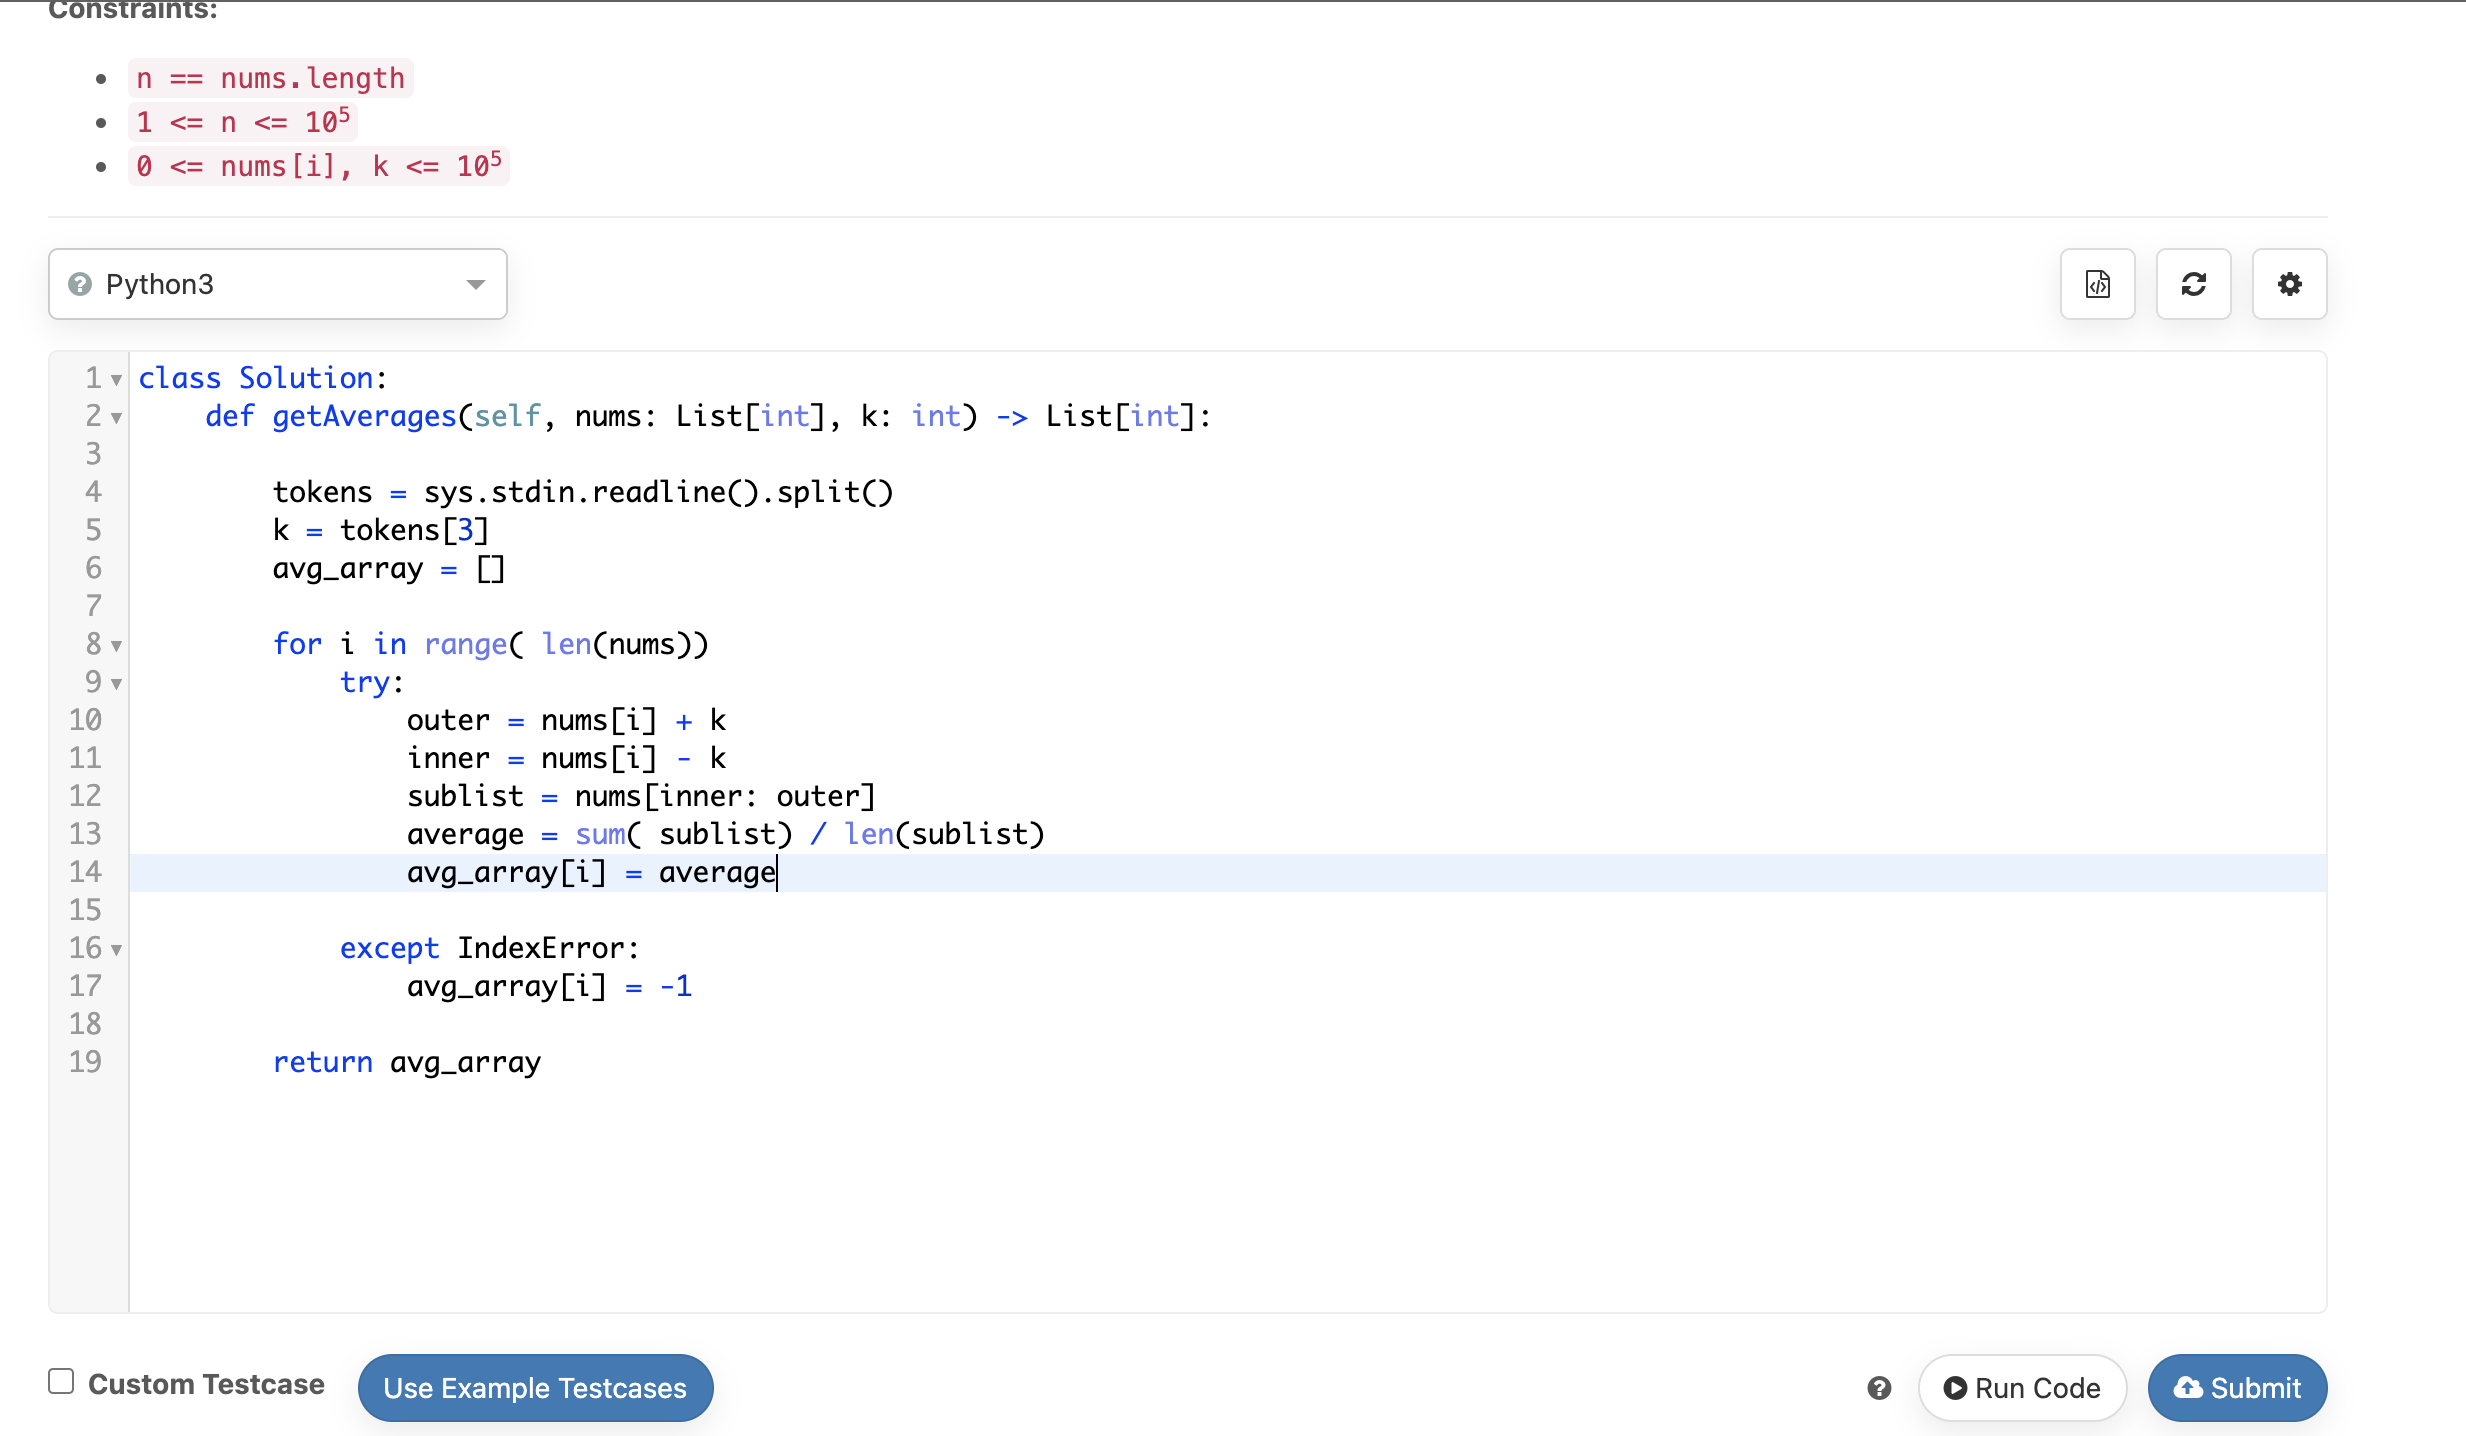 Constraints:
n == nums.length
1 <= n <= 10⁵
0 <= nums[i], k <= 10⁵
Python3
1 class Solution:
2     def getAverages(self, nums: List[int], k: int) -> List[int]:
3
4         tokens = sys.stdin.readline().split()
5         k = tokens[3]
6         avg_array = []
7
8         for i in range( len(nums))
9             try:
10                 outer = nums[i] + k
11                 inner = nums[i] - k
12                 sublist = nums[inner: outer]
13                 average = sum( sublist) / len(sublist)
14                 avg_array[i] = average
15
16             except IndexError:
17                 avg_array[i] = -1
18
19         return avg_array
Custom Testcase Use Example Testcases ? Run Code Submit